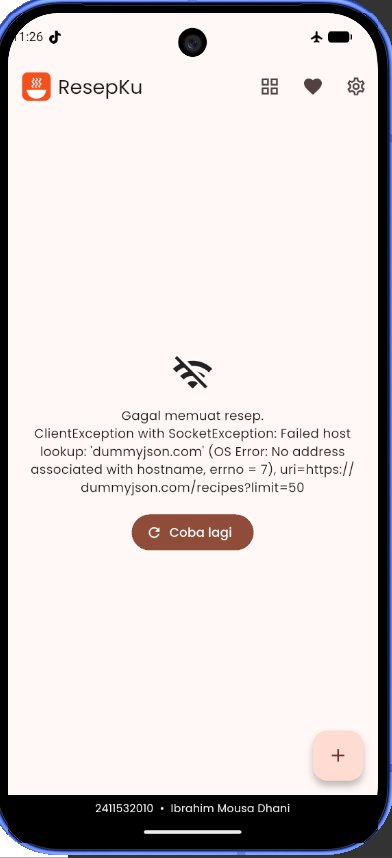 11:26
ResepKu
Gagal memuat resep.
ClientException with SocketException: Failed host
lookup: 'dummyjson.com' (OS Error: No address
associated with hostname, errno = 7), uri=https://
dummyjson.com/recipes?limit=50
Coba lagi
2411532010 • Ibrahim Mousa Dhani